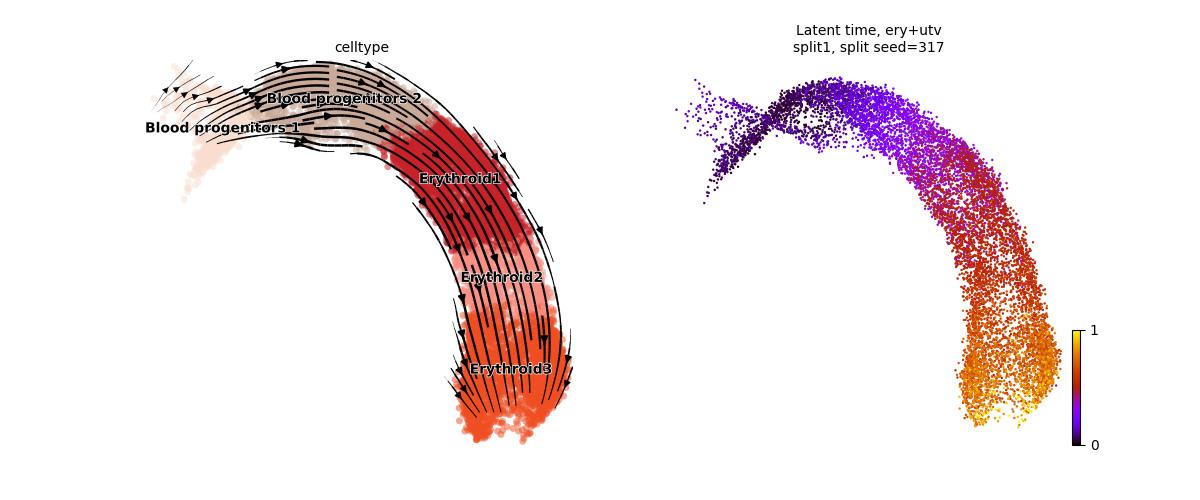 celltype
Blood progenitors 2
Blood progenitors 1
Erythroid1
Erythroid2
Erythroid3
Latent time, ery+utv
split1, split seed=317
1
0